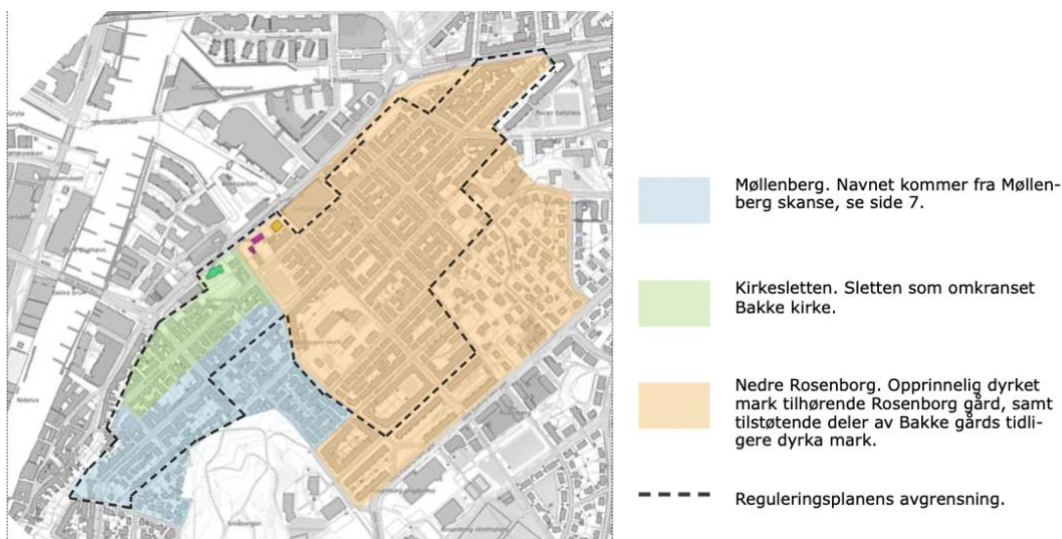 Møllenberg. Navnet kommer fra Møllen-
berg skanse, se side 7.
Kirkesletten. Sletten som omkranset
Bakke kirke.
Nedre Rosenborg. Opprinnelig dyrket
mark tilhørende Rosenborg gård, samt
tilstøtende deler av Bakke gårds tidli-
gere dyrka mark.
Reguleringsplanens avgrensning.
Nidelva